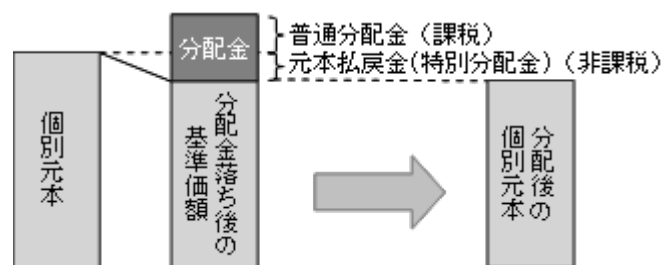 分配金
普通分配金（課税）
元本払戻金(特別分配金)（非課税）
個別元本
分配金落ち後の
基準価額
分配後の
個別元本